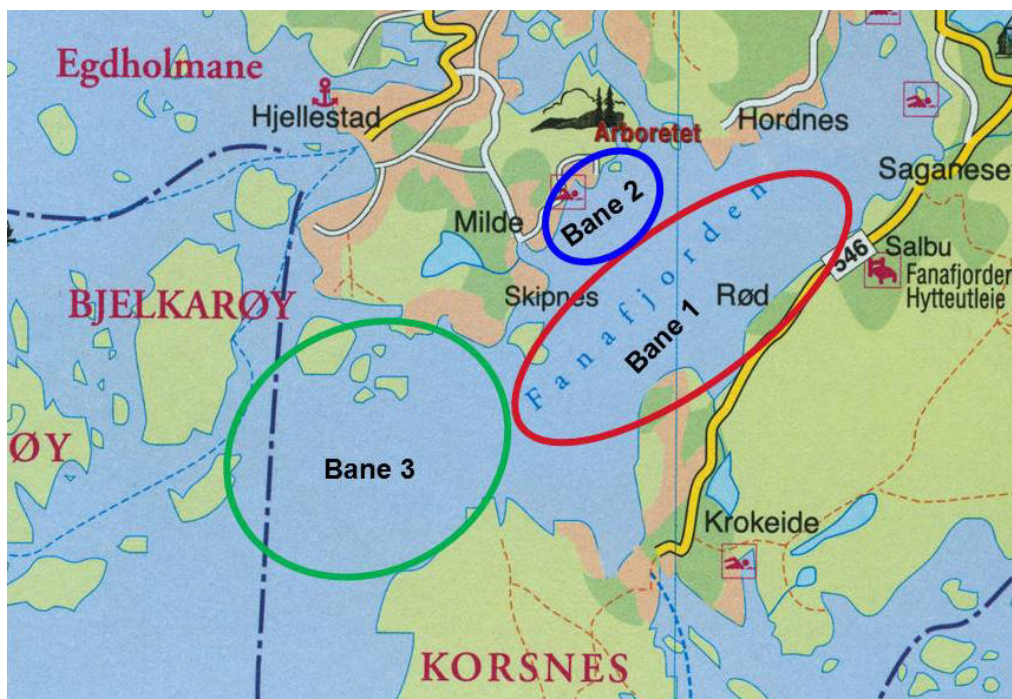 Egdholmane
Hjellestad
Arboretet
Hordnes
Saganeset
Milde
Bane 2
Fanafjorden
546
Salbu
Fanafjorden
Hytteutleie
BJELKARØY
Skipnes
Rød
Bane 1
ØY
Bane 3
Krokeide
KORSNES